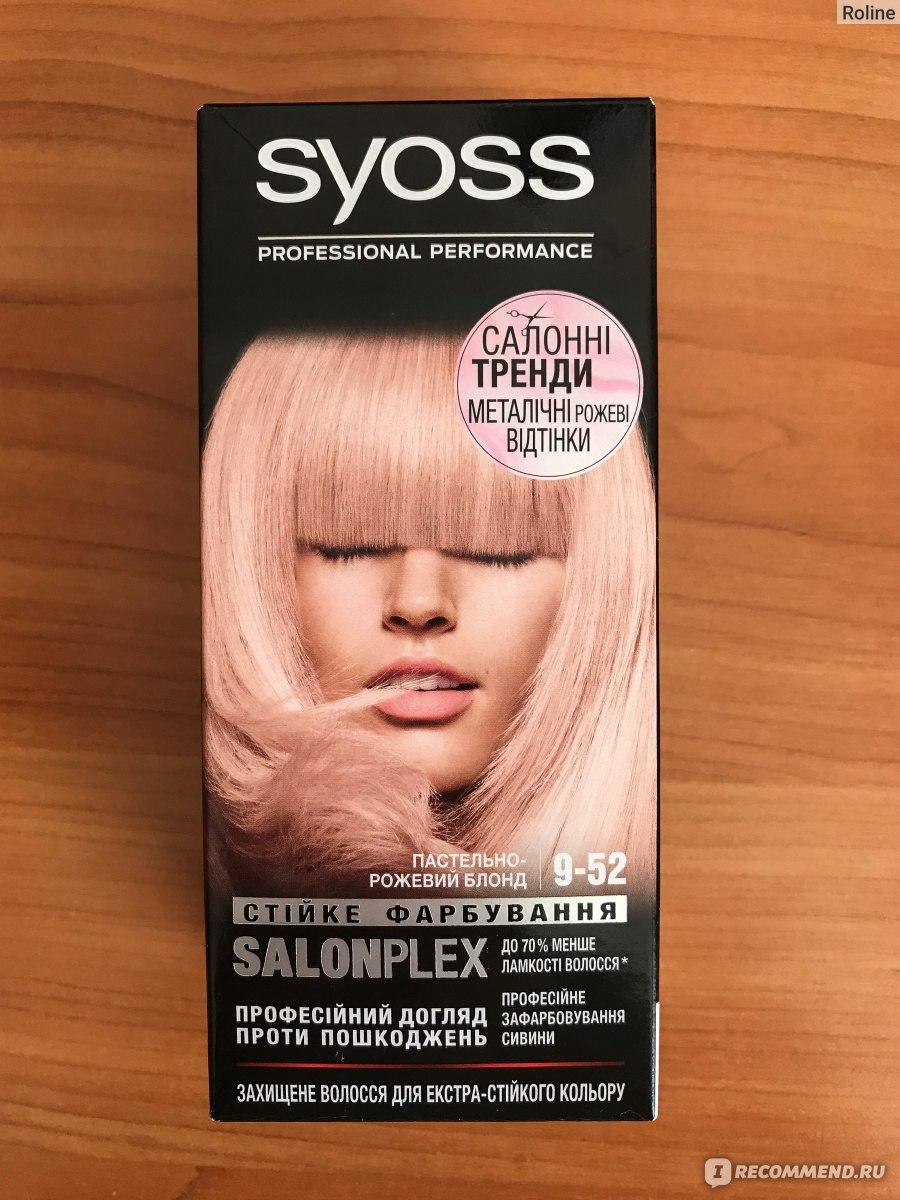 Roline
syoss
PROFESSIONAL PERFORMANCE
САЛОННІ
ТРЕНДИ
МЕТАЛІЧНІ РОЖЕВІ
ВІДТІНКИ
ПАСТЕЛЬНО-
РОЖЕВИЙ БЛОНД
9-52
СТІЙКЕ ФАРБУВАННЯ
SALONPLEX
ДО 70% МЕНШЕ
ЛАМКОСТІ ВОЛОССЯ*
ПРОФЕСІЙНИЙ ДОГЛЯД
ПРОТИ ПОШКОДЖЕНЬ
ПРОФЕСІЙНЕ
ЗАФАРБОВУВАННЯ
СИВИНИ
ЗАХИЩЕНЕ ВОЛОССЯ ДЛЯ ЕКСТРА-СТІЙКОГО КОЛЬОРУ
IRECOMMEND.RU